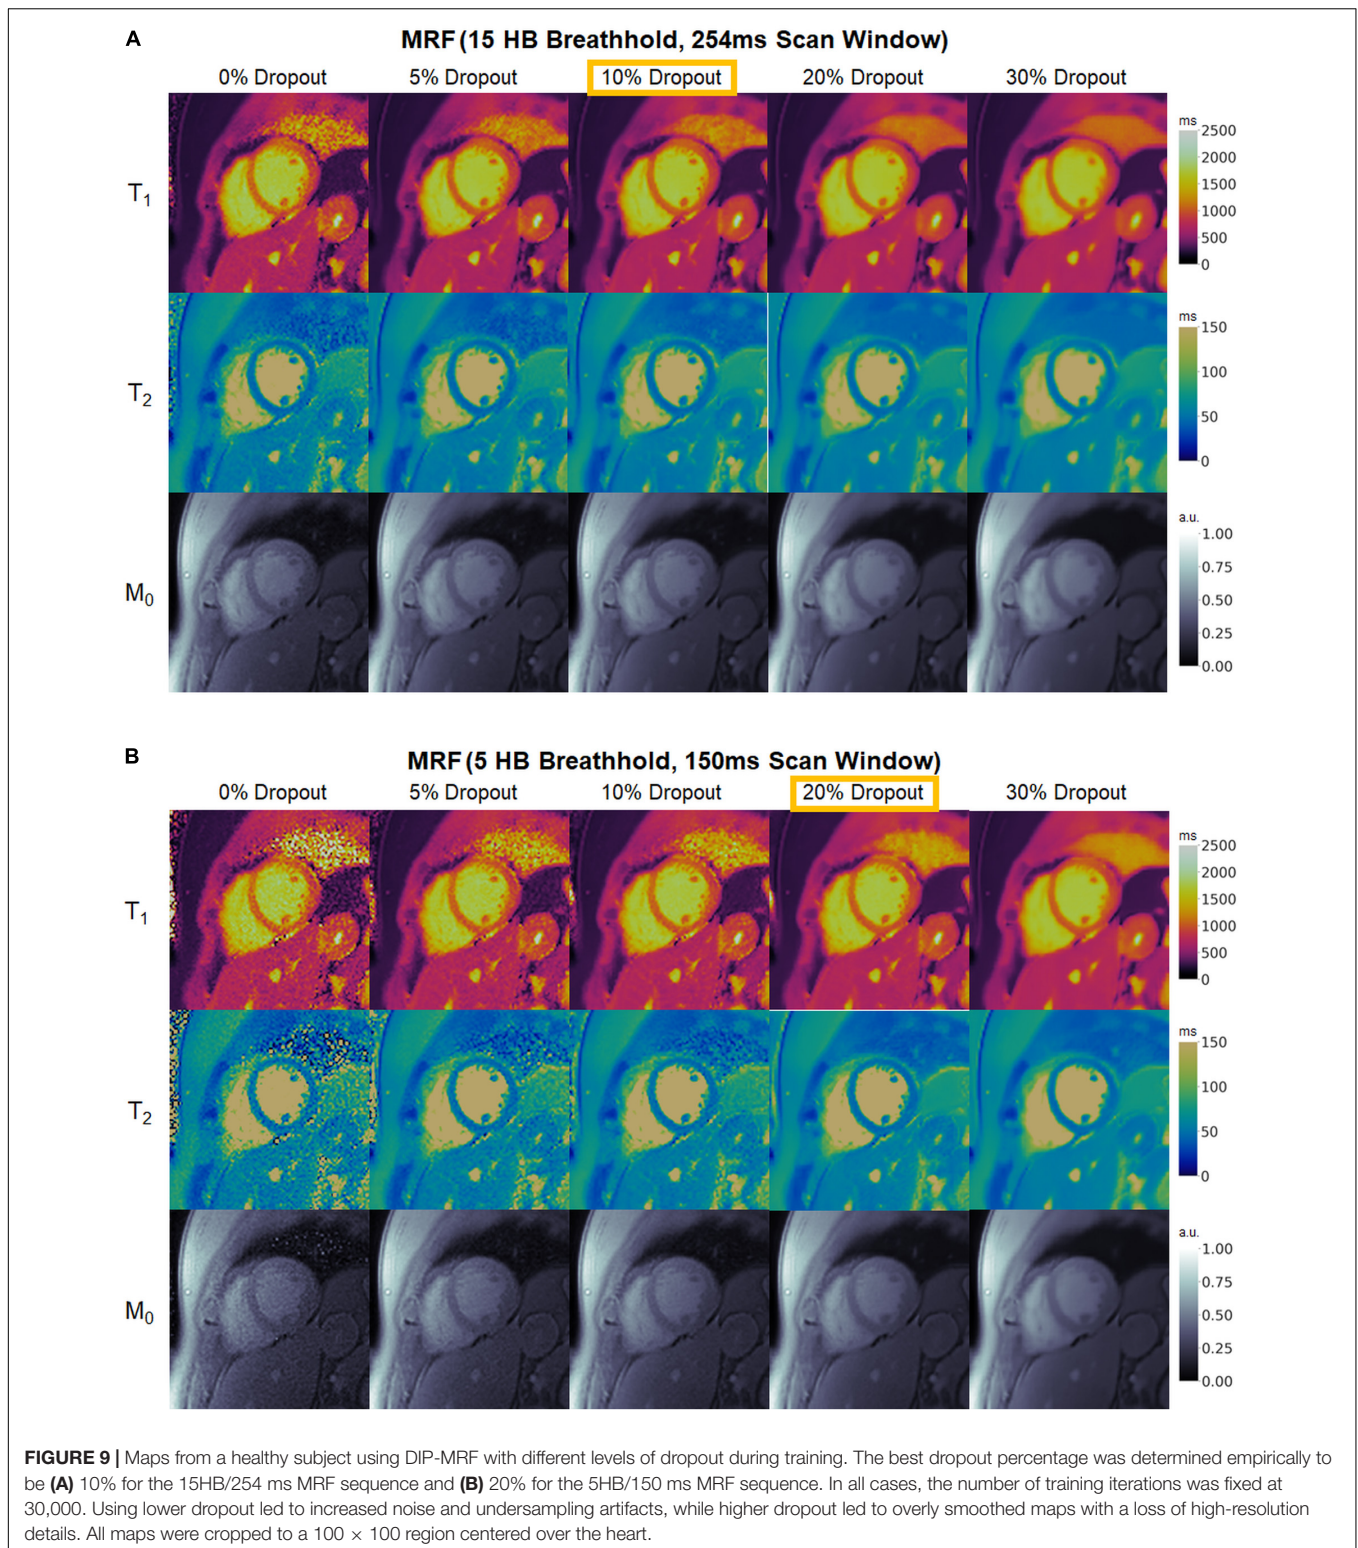 A
MRF (15 HB Breathhold, 254ms Scan Window)
0% Dropout 5% Dropout 10% Dropout 20% Dropout 30% Dropout
T1
ms
2500
2000
1500
1000
500
0
T2
ms
150
100
50
0
M0
a.u.
1.00
0.75
0.50
0.25
0.00
B
MRF (5 HB Breathhold, 150ms Scan Window)
0% Dropout 5% Dropout 10% Dropout 20% Dropout 30% Dropout
T1
ms
2500
2000
1500
1000
500
0
T2
ms
150
100
50
0
M0
a.u.
1.00
0.75
0.50
0.25
0.00
FIGURE 9 | Maps from a healthy subject using DIP-MRF with different levels of dropout during training. The best dropout percentage was determined empirically to
be (A) 10% for the 15HB/254 ms MRF sequence and (B) 20% for the 5HB/150 ms MRF sequence. In all cases, the number of training iterations was fixed at
30,000. Using lower dropout led to increased noise and undersampling artifacts, while higher dropout led to overly smoothed maps with a loss of high-resolution
details. All maps were cropped to a 100 × 100 region centered over the heart.